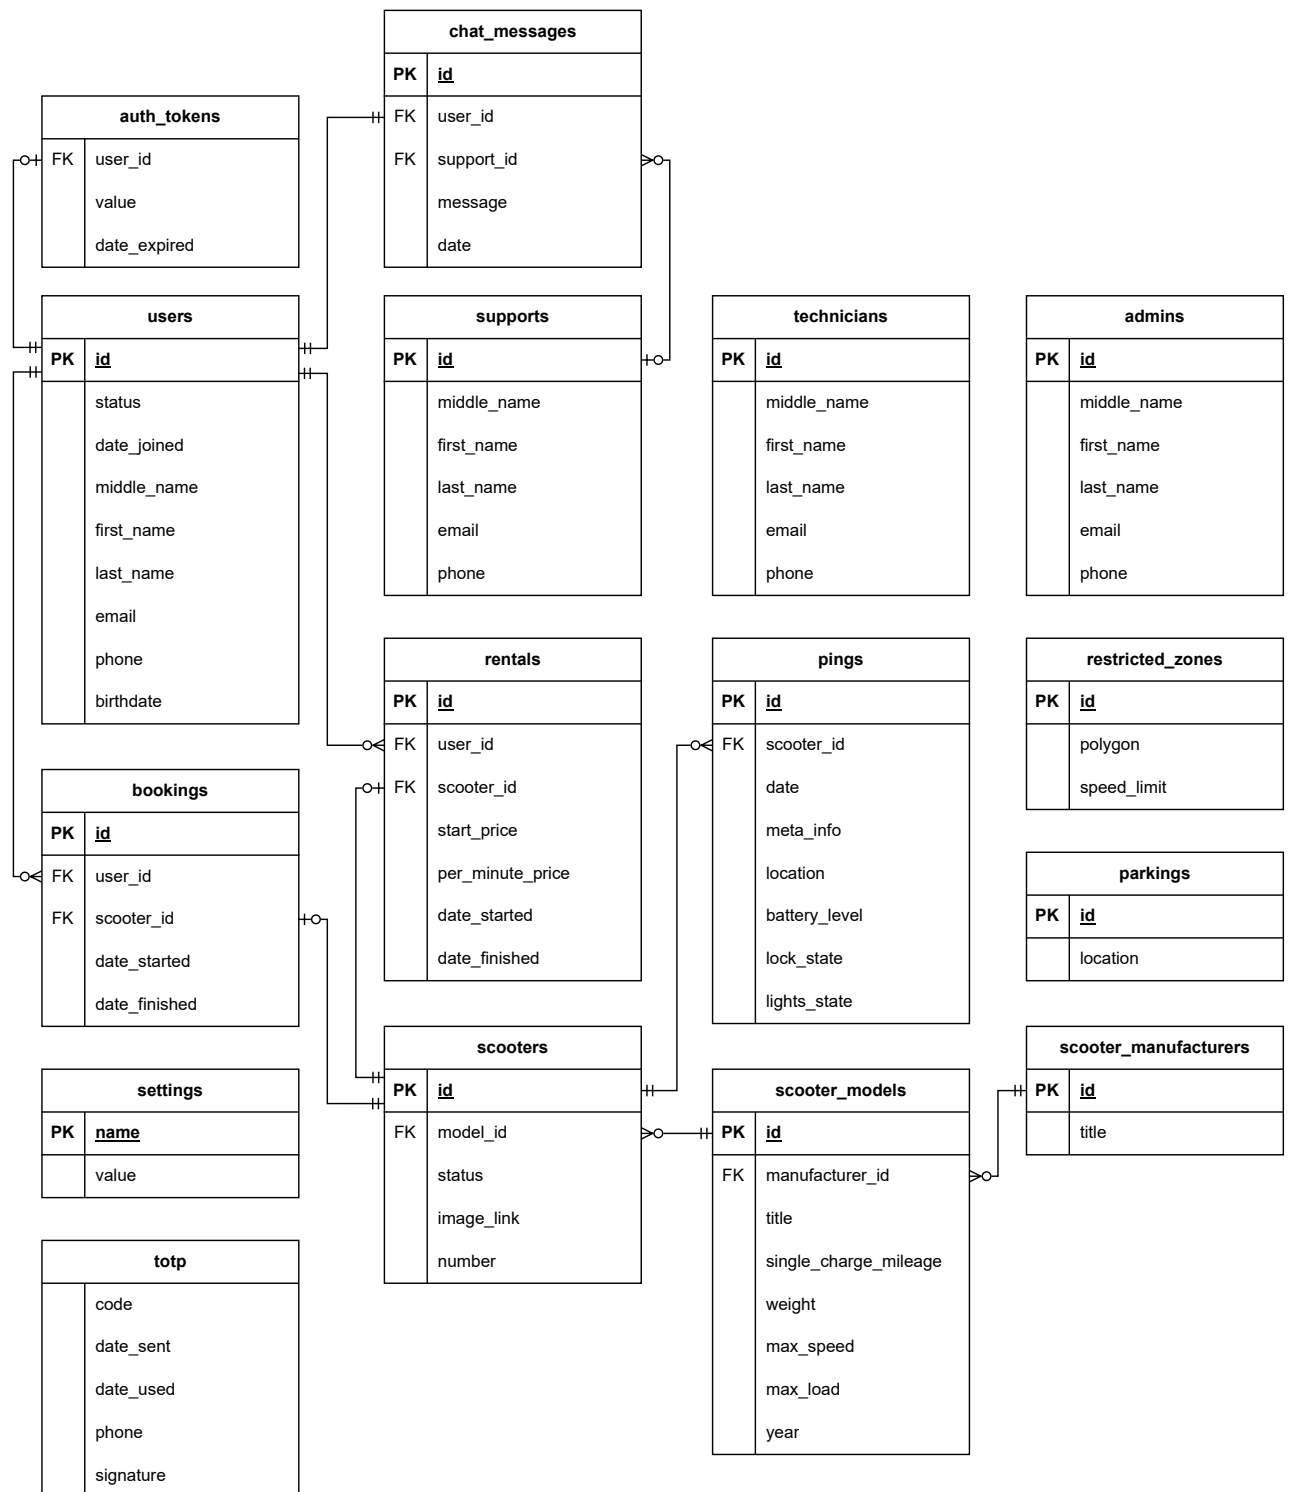 chat_messages
PK id
FK user_id
FK support_id
message
date
auth_tokens
FK user_id
value
date_expired
users
PK id
status
date_joined
middle_name
first_name
last_name
email
phone
birthdate
supports
PK id
middle_name
first_name
last_name
email
phone
technicians
PK id
middle_name
first_name
last_name
email
phone
admins
PK id
middle_name
first_name
last_name
email
phone
rentals
PK id
FK user_id
FK scooter_id
start_price
per_minute_price
date_started
date_finished
pings
PK id
FK scooter_id
date
meta_info
location
battery_level
lock_state
lights_state
restricted_zones
PK id
polygon
speed_limit
bookings
PK id
FK user_id
FK scooter_id
date_started
date_finished
parkings
PK id
location
scooters
PK id
FK model_id
status
image_link
number
scooter_manufacturers
PK id
title
settings
PK name
value
scooter_models
PK id
FK manufacturer_id
title
single_charge_mileage
weight
max_speed
max_load
year
totp
code
date_sent
date_used
phone
signature